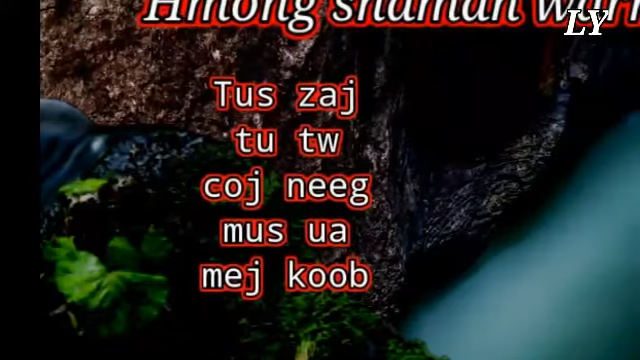 Hmong shaman
LY
Tus zaj
tu tw
coj neeg
mus ua
mej koob